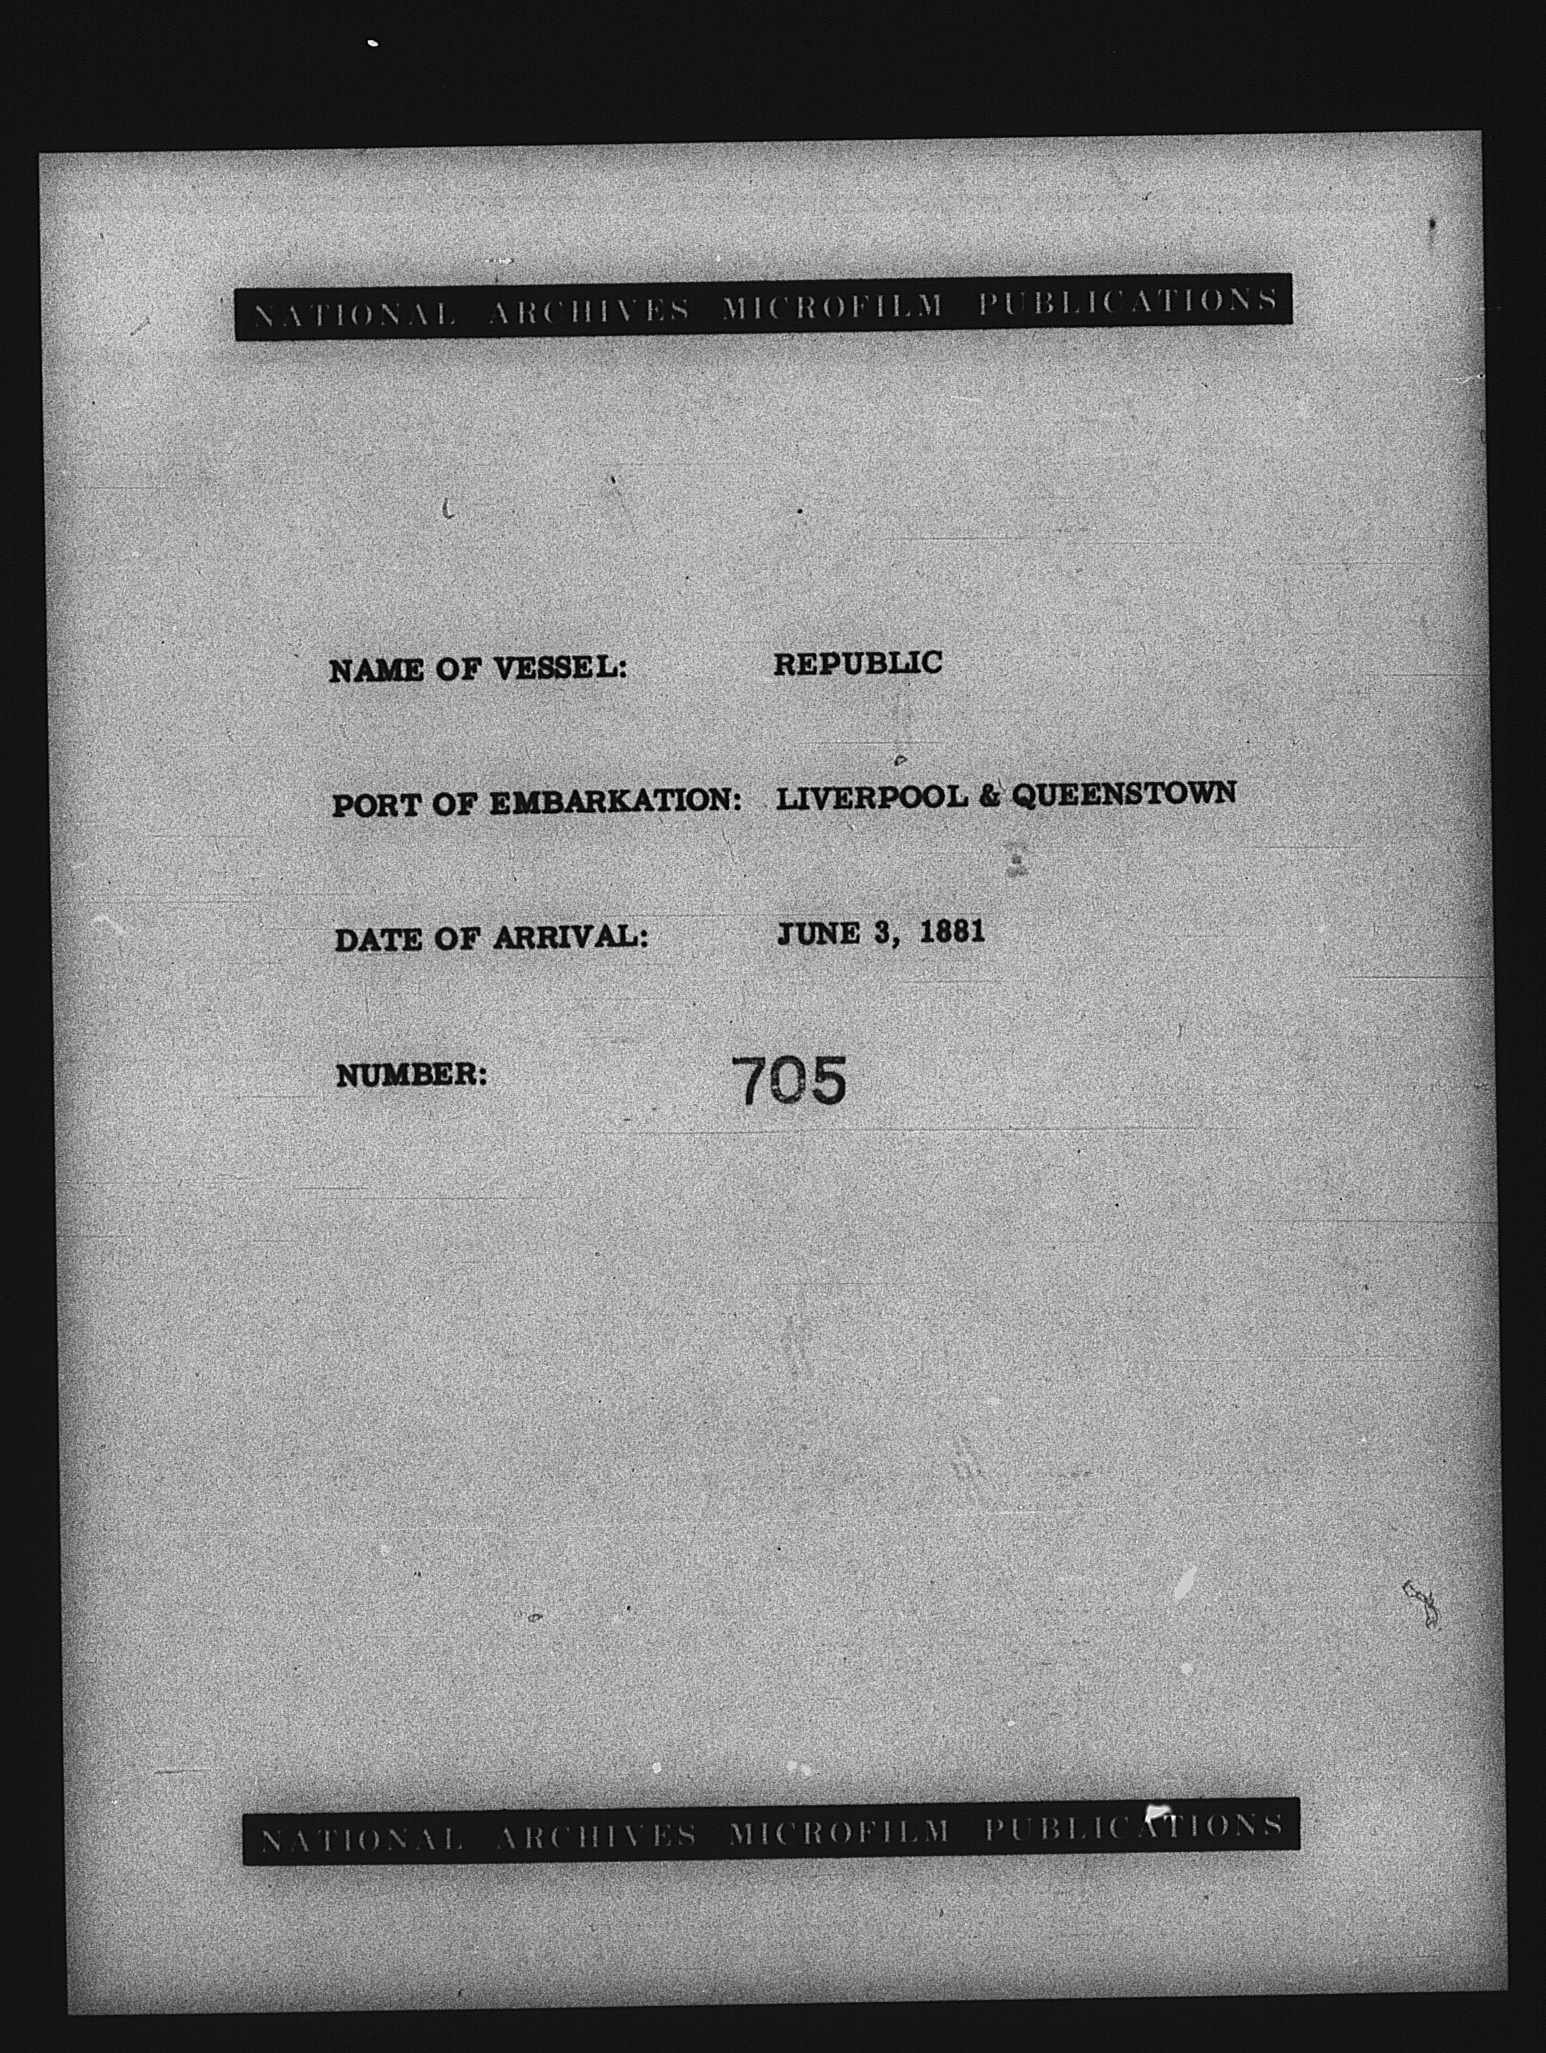 NATIONAL ARCHIVES MICROFILM PUBLICATIONS
NAME OF VESSEL: REPUBLIC
PORT OF EMBARKATION: LIVERPOOL & QUEENSTOWN
DATE OF ARRIVAL: JUNE 3, 1881
NUMBER: 705
NATIONAL ARCHIVES MICROFILM PUBLICATIONS